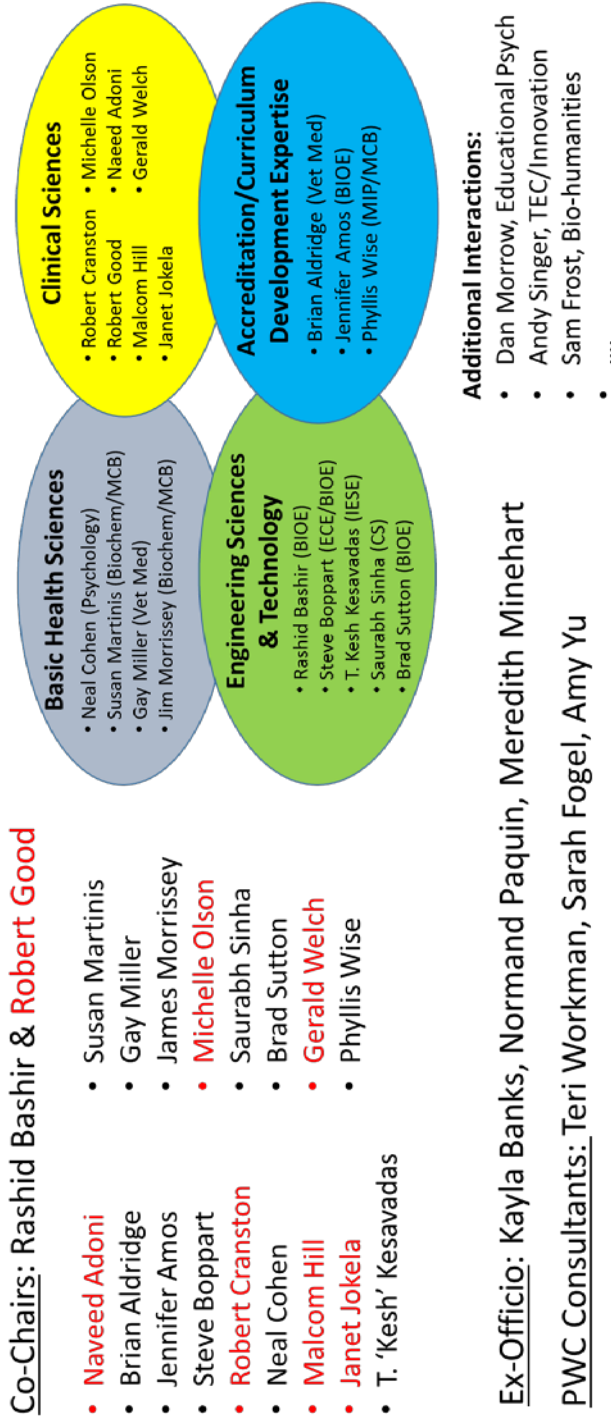 Co-Chairs: Rashid Bashir & Robert Good
• Naveed Adoni
• Brian Aldridge
• Jennifer Amos
• Steve Boppart
• Robert Cranston
• Neal Cohen
• Malcom Hill
• Janet Jokela
• T. ‘Kesh’ Kesavadas
• Susan Martinis
• Gay Miller
• James Morrissey
• Michelle Olson
• Saurabh Sinha
• Brad Sutton
• Gerald Welch
• Phyllis Wise
Basic Health Sciences
• Neal Cohen (Psychology)
• Susan Martinis (Biochem/MCB)
• Gay Miller (Vet Med)
• Jim Morrissey (Biochem/MCB)
Clinical Sciences
• Robert Cranston
• Robert Good
• Malcom Hill
• Janet Jokela
• Michelle Olson
• Naeed Adoni
• Gerald Welch
Engineering Sciences
& Technology
• Rashid Bashir (BIOE)
• Steve Boppart (ECE/BIOE)
• T. Kesh Kesavadas (IESE)
• Saurabh Sinha (CS)
• Brad Sutton (BIOE)
Accreditation/Curriculum
Development Expertise
• Brian Aldridge (Vet Med)
• Jennifer Amos (BIOE)
• Phyllis Wise (MIP/MCB)
Ex-Officio: Kayla Banks, Normand Paquin, Meredith Minehart
PWC Consultants: Teri Workman, Sarah Fogel, Amy Yu
Additional Interactions:
• Dan Morrow, Educational Psych
• Andy Singer, TEC/Innovation
• Sam Frost, Bio-humanities
•